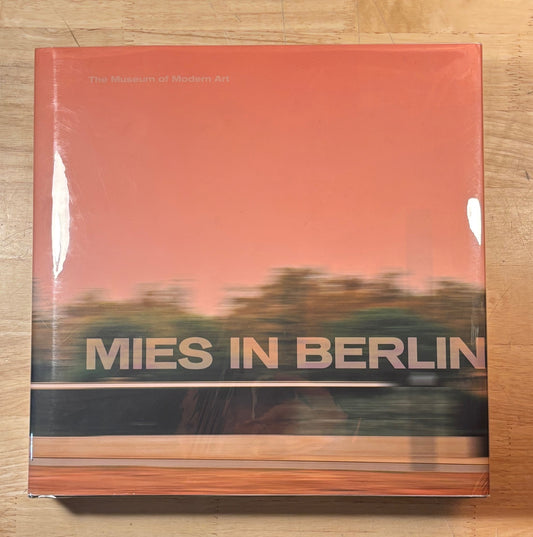 The Museum of Modern Art
MIES IN BERLIN